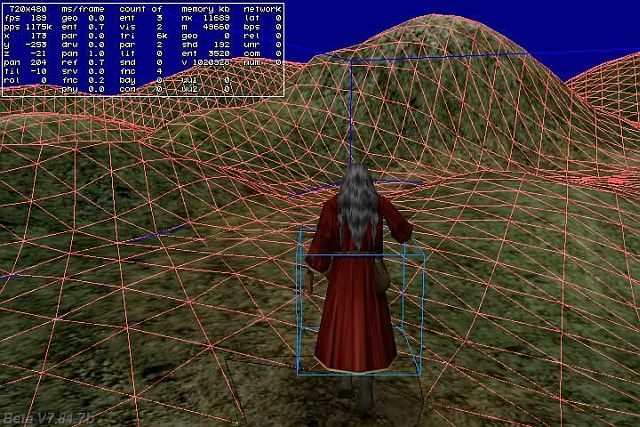 720x480 ms/frame count of memory kb network
fps 189 geo 0.0 ent 3 nx 11689 lat 0
pps 1175k ent 0.7 vis 2 m 49660 bps 0
x 173 par 0.0 tri 6k geo 0 rel 0
y -253 drw 0.0 par 2 shd 192 unr 0
z -21 pan 1.0 lit 0 ent 3520 com 0
pan 204 ref 0.7 snd 0 v 1020928 num 0
til -10 srv 0.0 fnc 4
rol 0 fnc 0.2 bdy 0 vu1 0
phy 0.0 con 0 vu2 0
Beta V7.84.7b